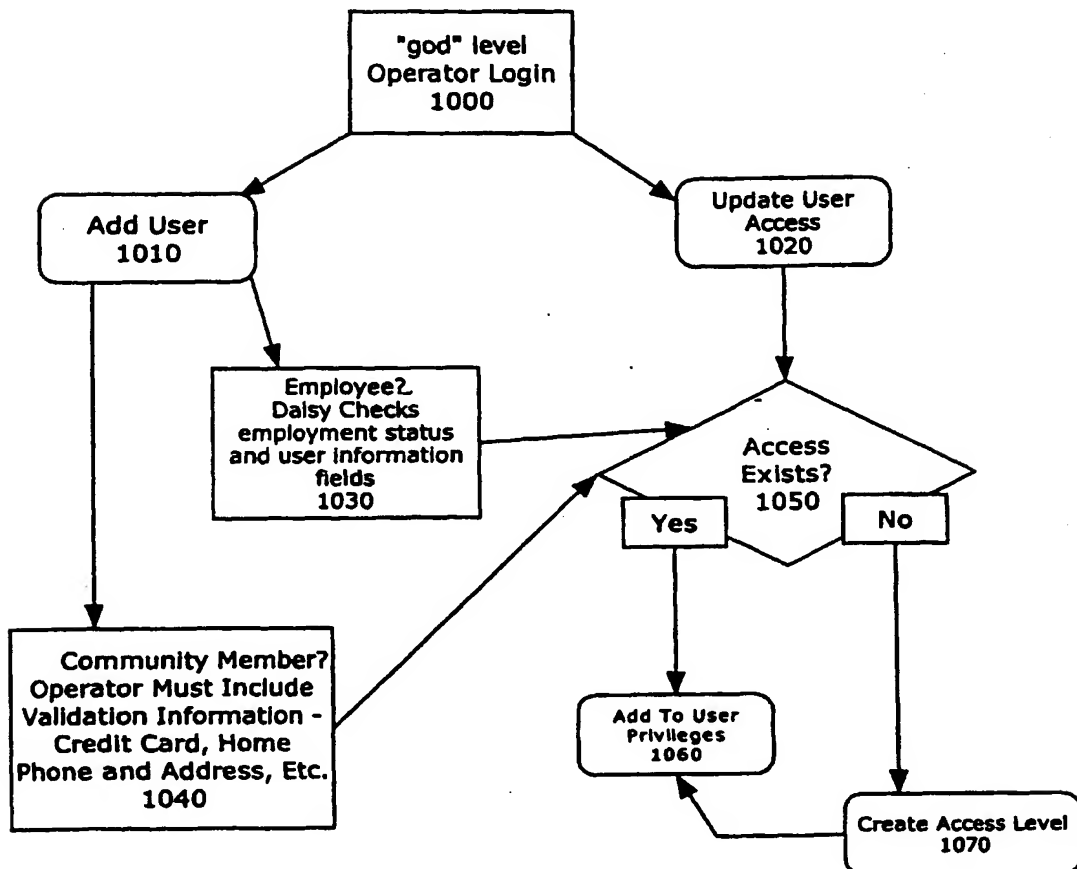 "god" level
Operator Login
1000
Add User
1010
Update User
Access
1020
Employee?
Daisy Checks
employment status
and user information
fields
1030
Access
Exists?
1050
Yes
No
Community Member?
Operator Must Include
Validation Information -
Credit Card, Home
Phone and Address, Etc.
1040
Add To User
Privileges
1060
Create Access Level
1070